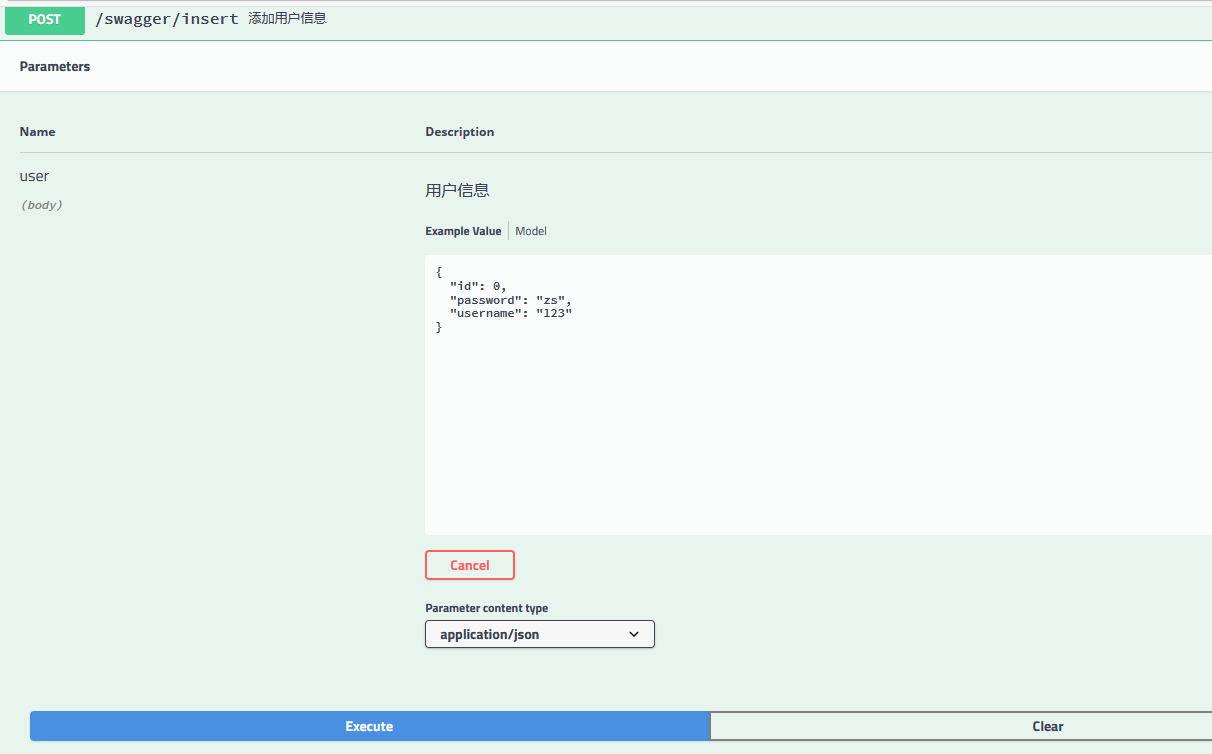 POST /swagger/insert 添加用户信息
Parameters
Name Description
user
(body)
用户信息
Example Value Model
{
"id": 0,
"password": "zs",
"username": "123"
}
Cancel
Parameter content type
application/json
Execute Clear